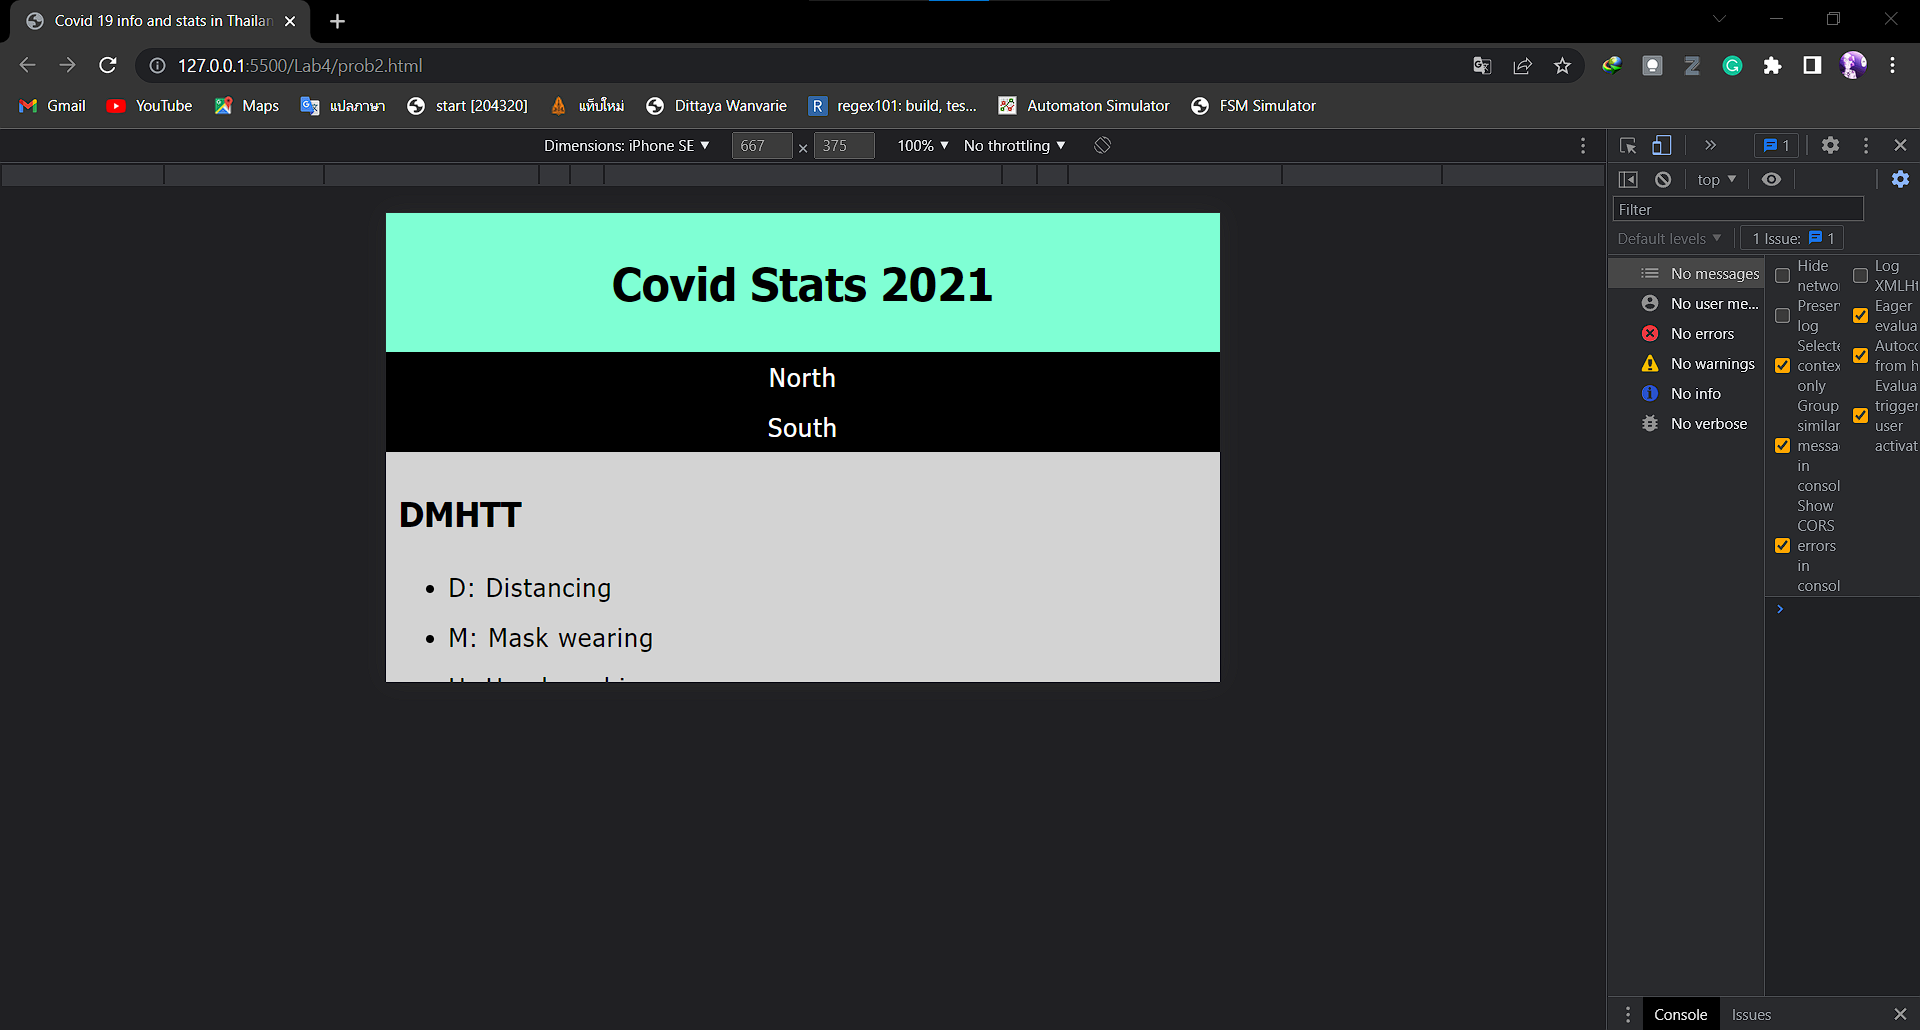 Covid 19 info and stats in Thailan
127.0.0.1:5500/Lab4/prob2.html
Gmail YouTube Maps แปลภาษา start [204320] แท็บใหม่ Dittaya Wanvarie regex101: build, tes... Automaton Simulator FSM Simulator
Dimensions: iPhone SE 667 × 375 100% No throttling
1
top
Filter
Default levels 1 Issue: 1
No messages
No user me...
No errors
No warnings
No info
No verbose
Hide
networ
Preser
log
Selecte
contex
only
Group
similar
messa
in
consol
Show
CORS
errors
in
consol
Log
XMLHt
Eager
evalua
Autoco
from h
Evalua
trigger
user
activat
Covid Stats 2021
North
South
DMHTT
D: Distancing
M: Mask wearing
Console Issues